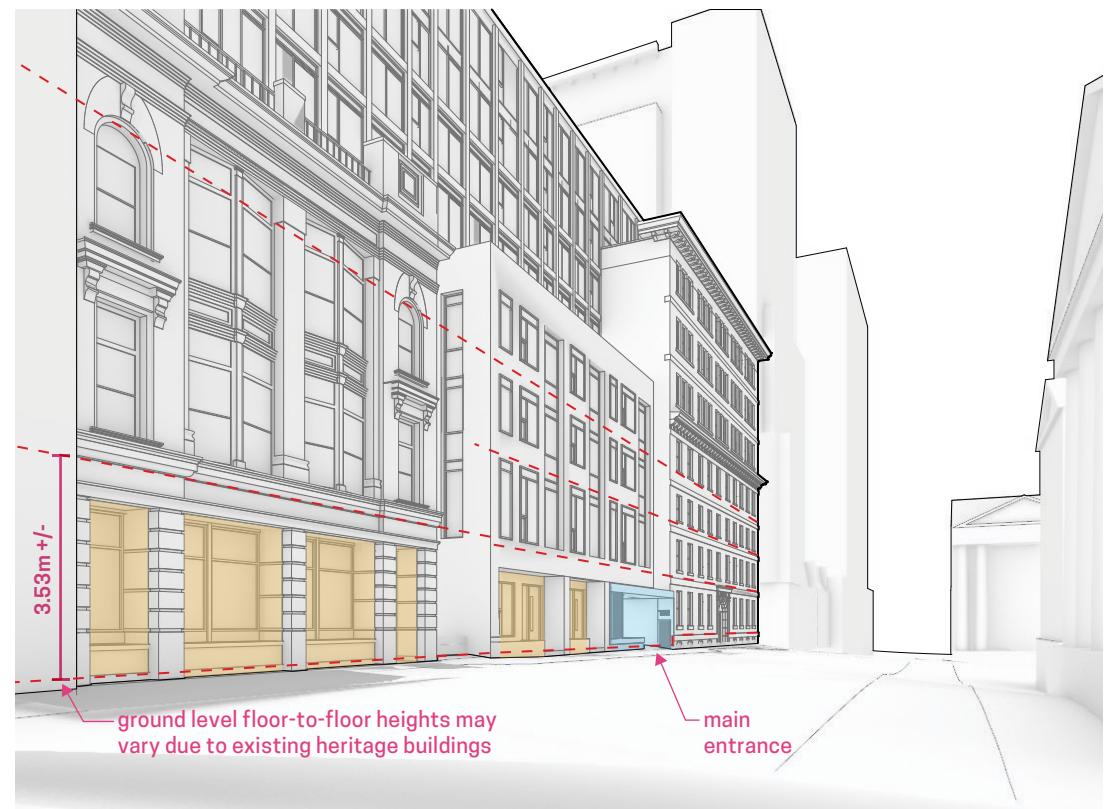 3.53m +/-
ground level floor-to-floor heights may
vary due to existing heritage buildings
main
entrance